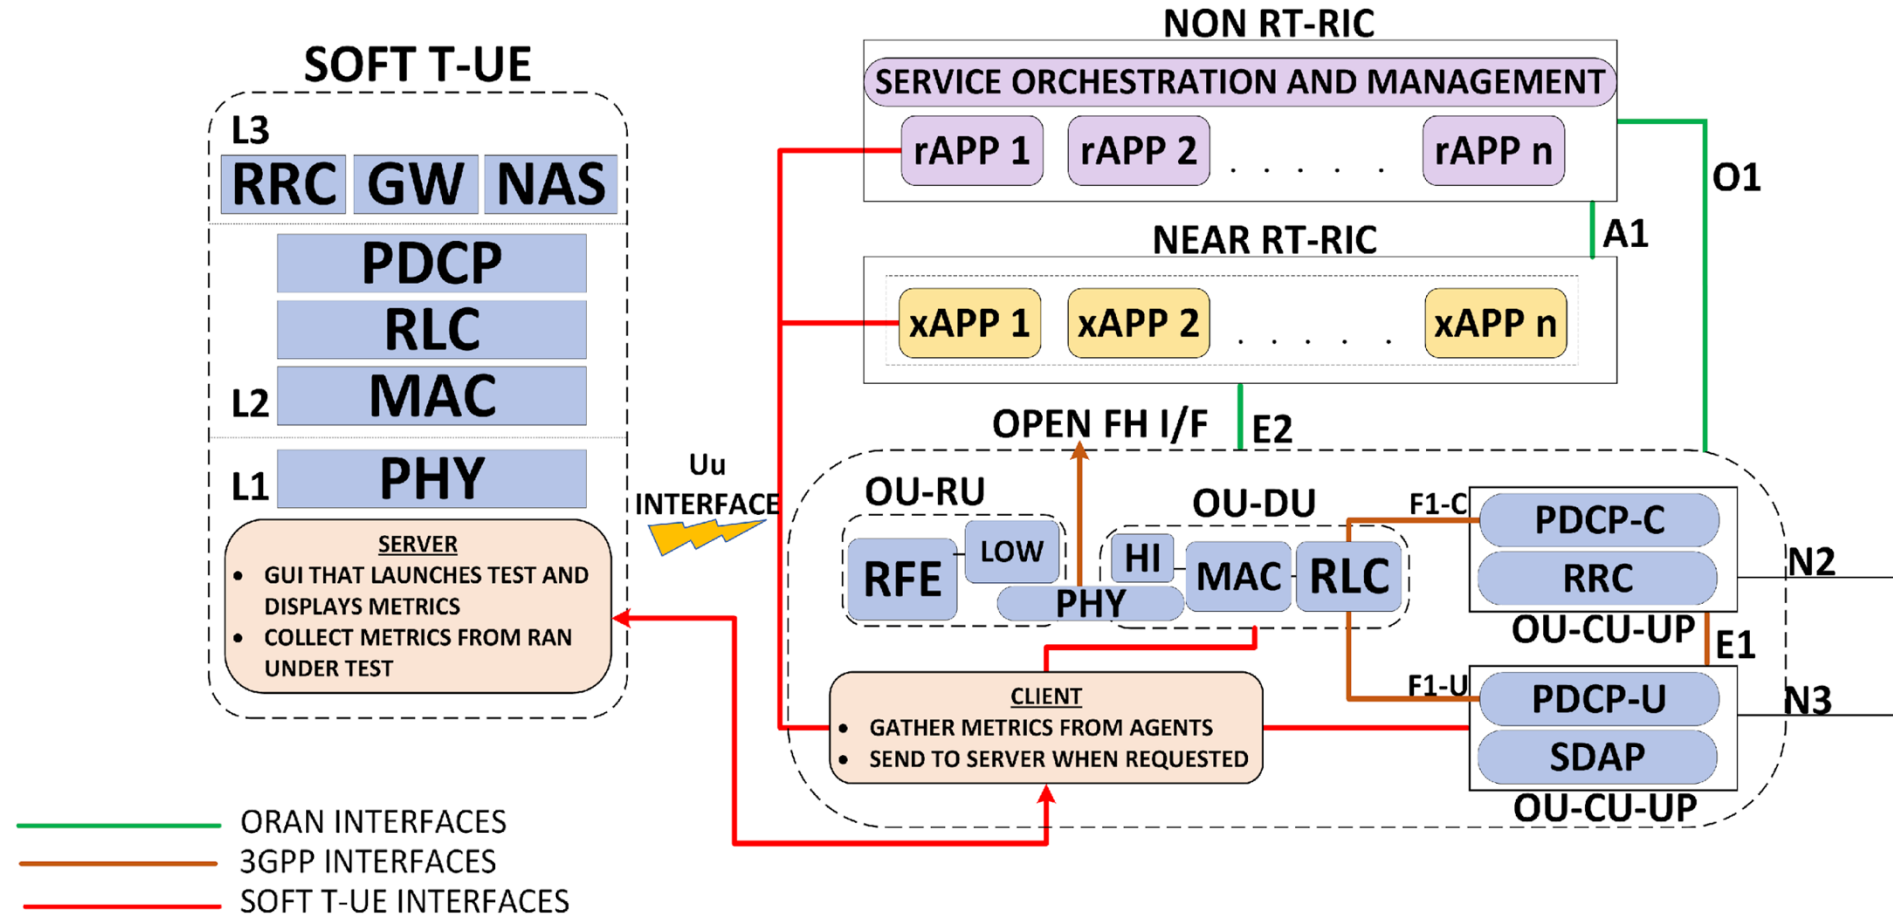 SOFT T-UE
L3
RRC
GW
NAS
PDCP
RLC
MAC
L2
PHY
L1
SERVER
• GUI THAT LAUNCHES TEST AND
DISPLAYS METRICS
• COLLECT METRICS FROM RAN
UNDER TEST
Uu
INTERFACE
NON RT-RIC
SERVICE ORCHESTRATION AND MANAGEMENT
rAPP 1
rAPP 2
. . . . .
rAPP n
O1
A1
NEAR RT-RIC
xAPP 1
xAPP 2
. . . . .
xAPP n
OPEN FH I/F
E2
OU-RU
RFE
LOW
PHY
OU-DU
HI
MAC
RLC
F1-C
PDCP-C
RRC
OU-CU-UP
N2
E1
F1-U
PDCP-U
SDAP
OU-CU-UP
N3
CLIENT
• GATHER METRICS FROM AGENTS
• SEND TO SERVER WHEN REQUESTED
ORAN INTERFACES
3GPP INTERFACES
SOFT T-UE INTERFACES